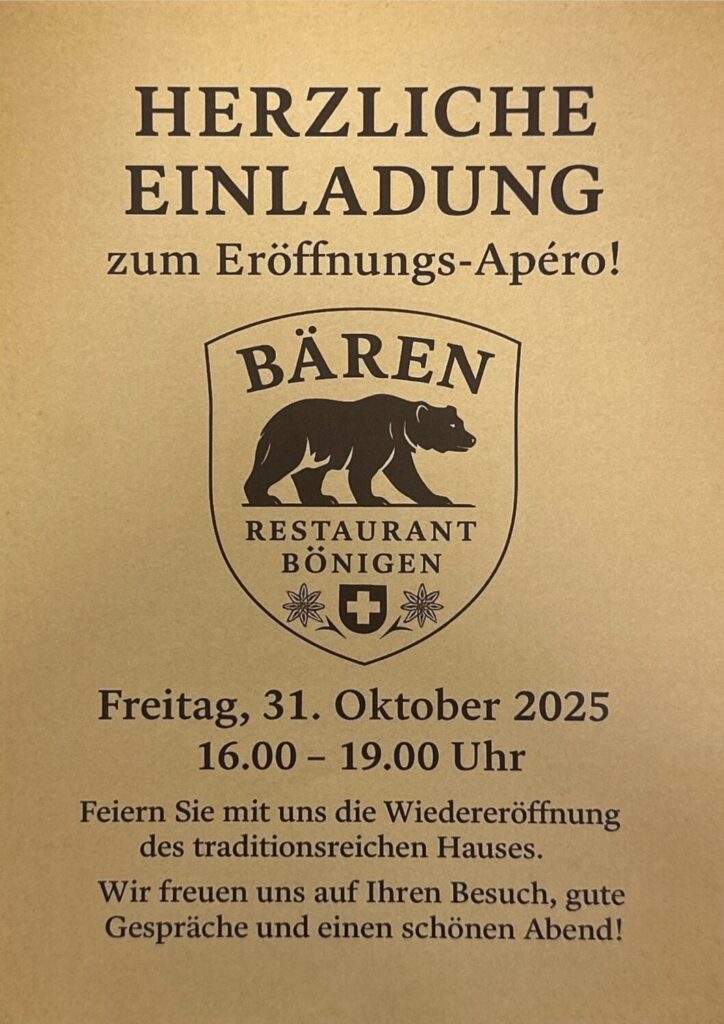 HERZLICHE
EINLADUNG
zum Eröffnungs-Apéro!
BÄREN
RESTAURANT
BÖNIGEN
Freitag, 31. Oktober 2025
16.00 – 19.00 Uhr
Feiern Sie mit uns die Wiedereröffnung
des traditionsreichen Hauses.
Wir freuen uns auf Ihren Besuch, gute
Gespräche und einen schönen Abend!